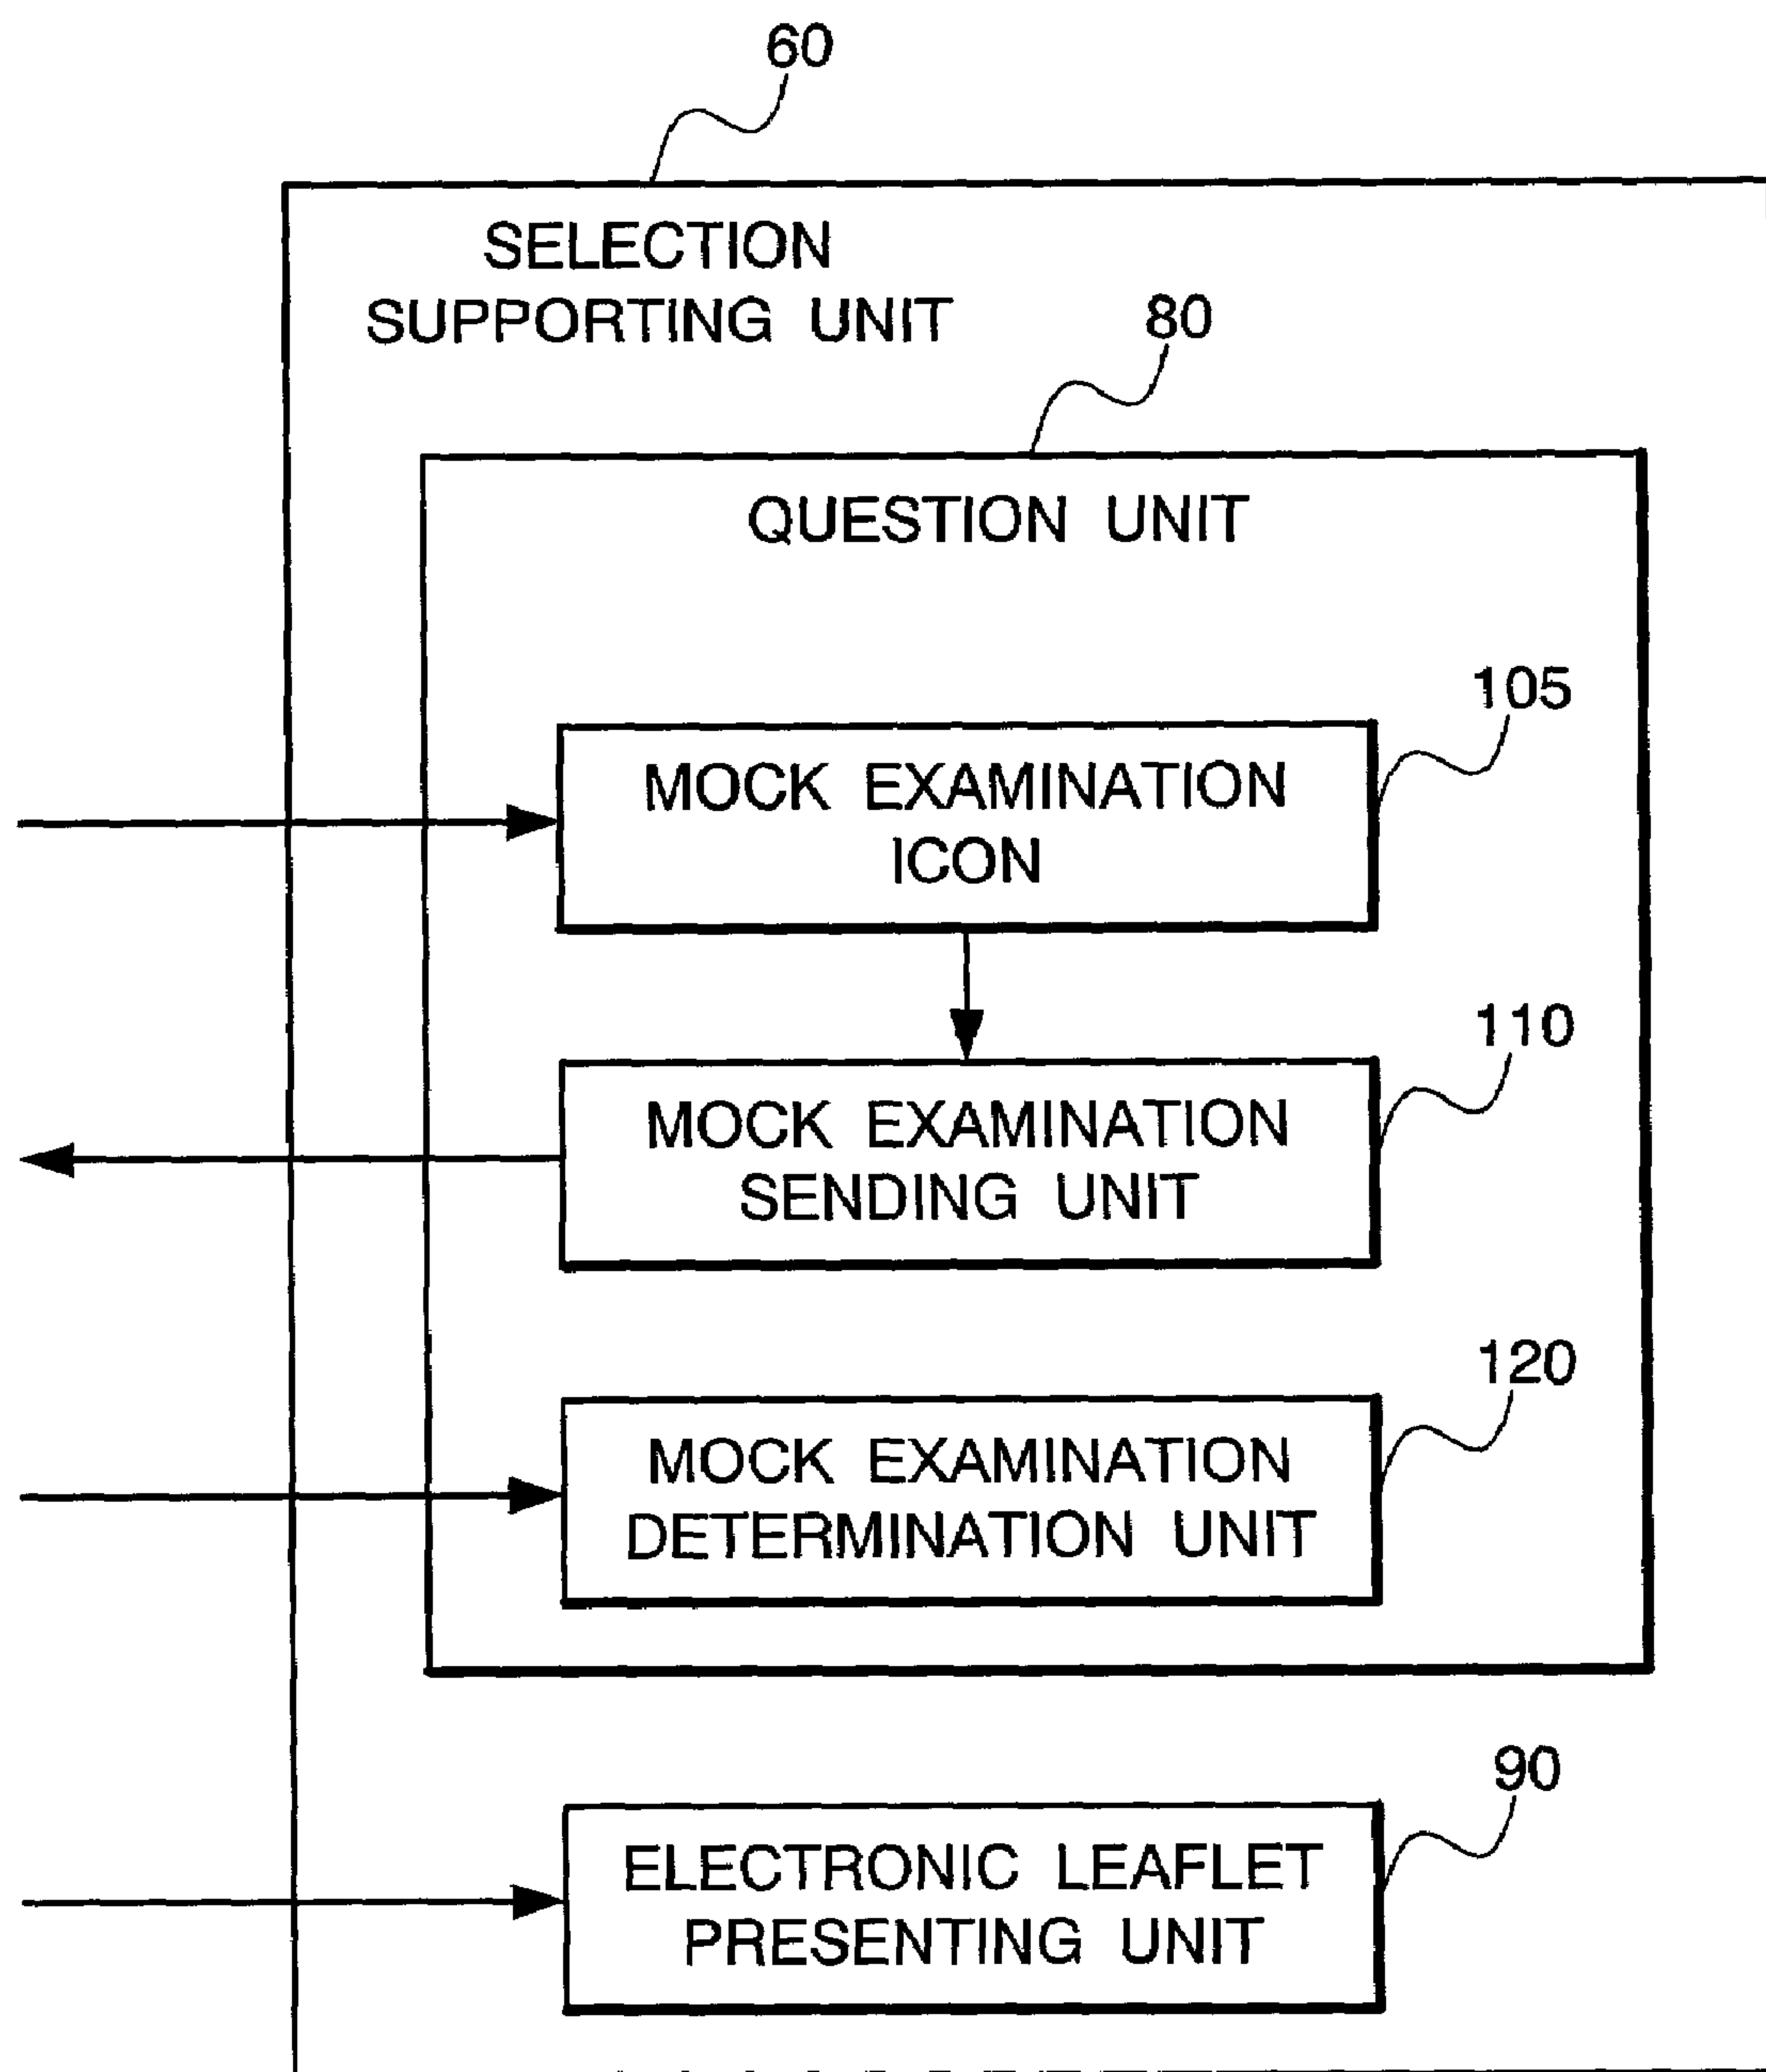 60
SELECTION
SUPPORTING UNIT
80
QUESTION UNIT
105
MOCK EXAMINATION
ICON
110
MOCK EXAMINATION
SENDING UNIT
120
MOCK EXAMINATION
DETERMINATION UNIT
90
ELECTRONIC LEAFLET
PRESENTING UNIT